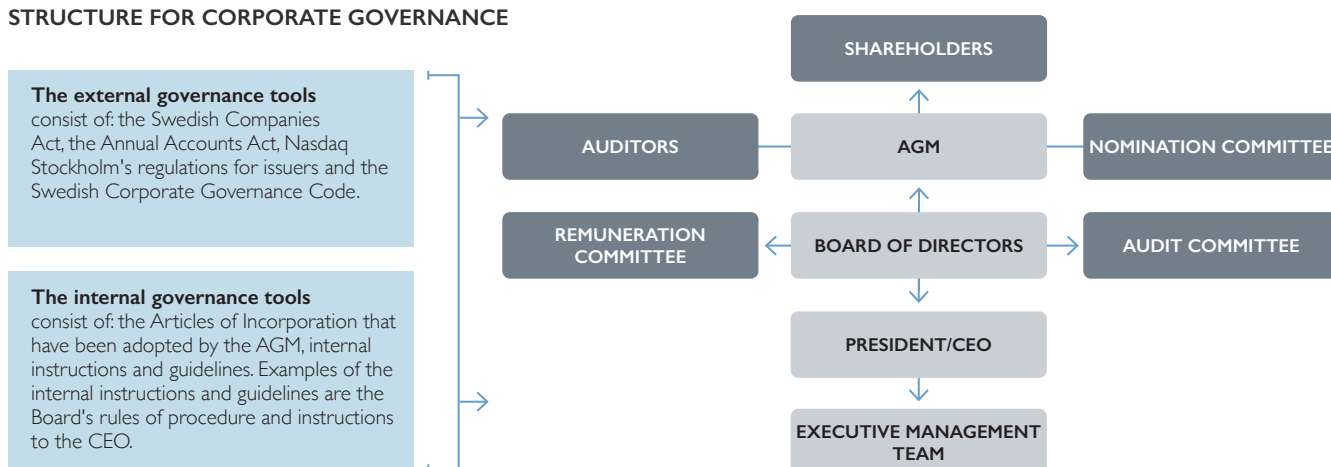 STRUCTURE FOR CORPORATE GOVERNANCE
The external governance tools
consist of: the Swedish Companies
Act, the Annual Accounts Act, Nasdaq
Stockholm's regulations for issuers and the
Swedish Corporate Governance Code.
The internal governance tools
consist of: the Articles of Incorporation that
have been adopted by the AGM, internal
instructions and guidelines. Examples of the
internal instructions and guidelines are the
Board's rules of procedure and instructions
to the CEO.
SHAREHOLDERS
AUDITORS
AGM
NOMINATION COMMITTEE
REMUNERATION
COMMITTEE
BOARD OF DIRECTORS
AUDIT COMMITTEE
PRESIDENT/CEO
EXECUTIVE MANAGEMENT
TEAM